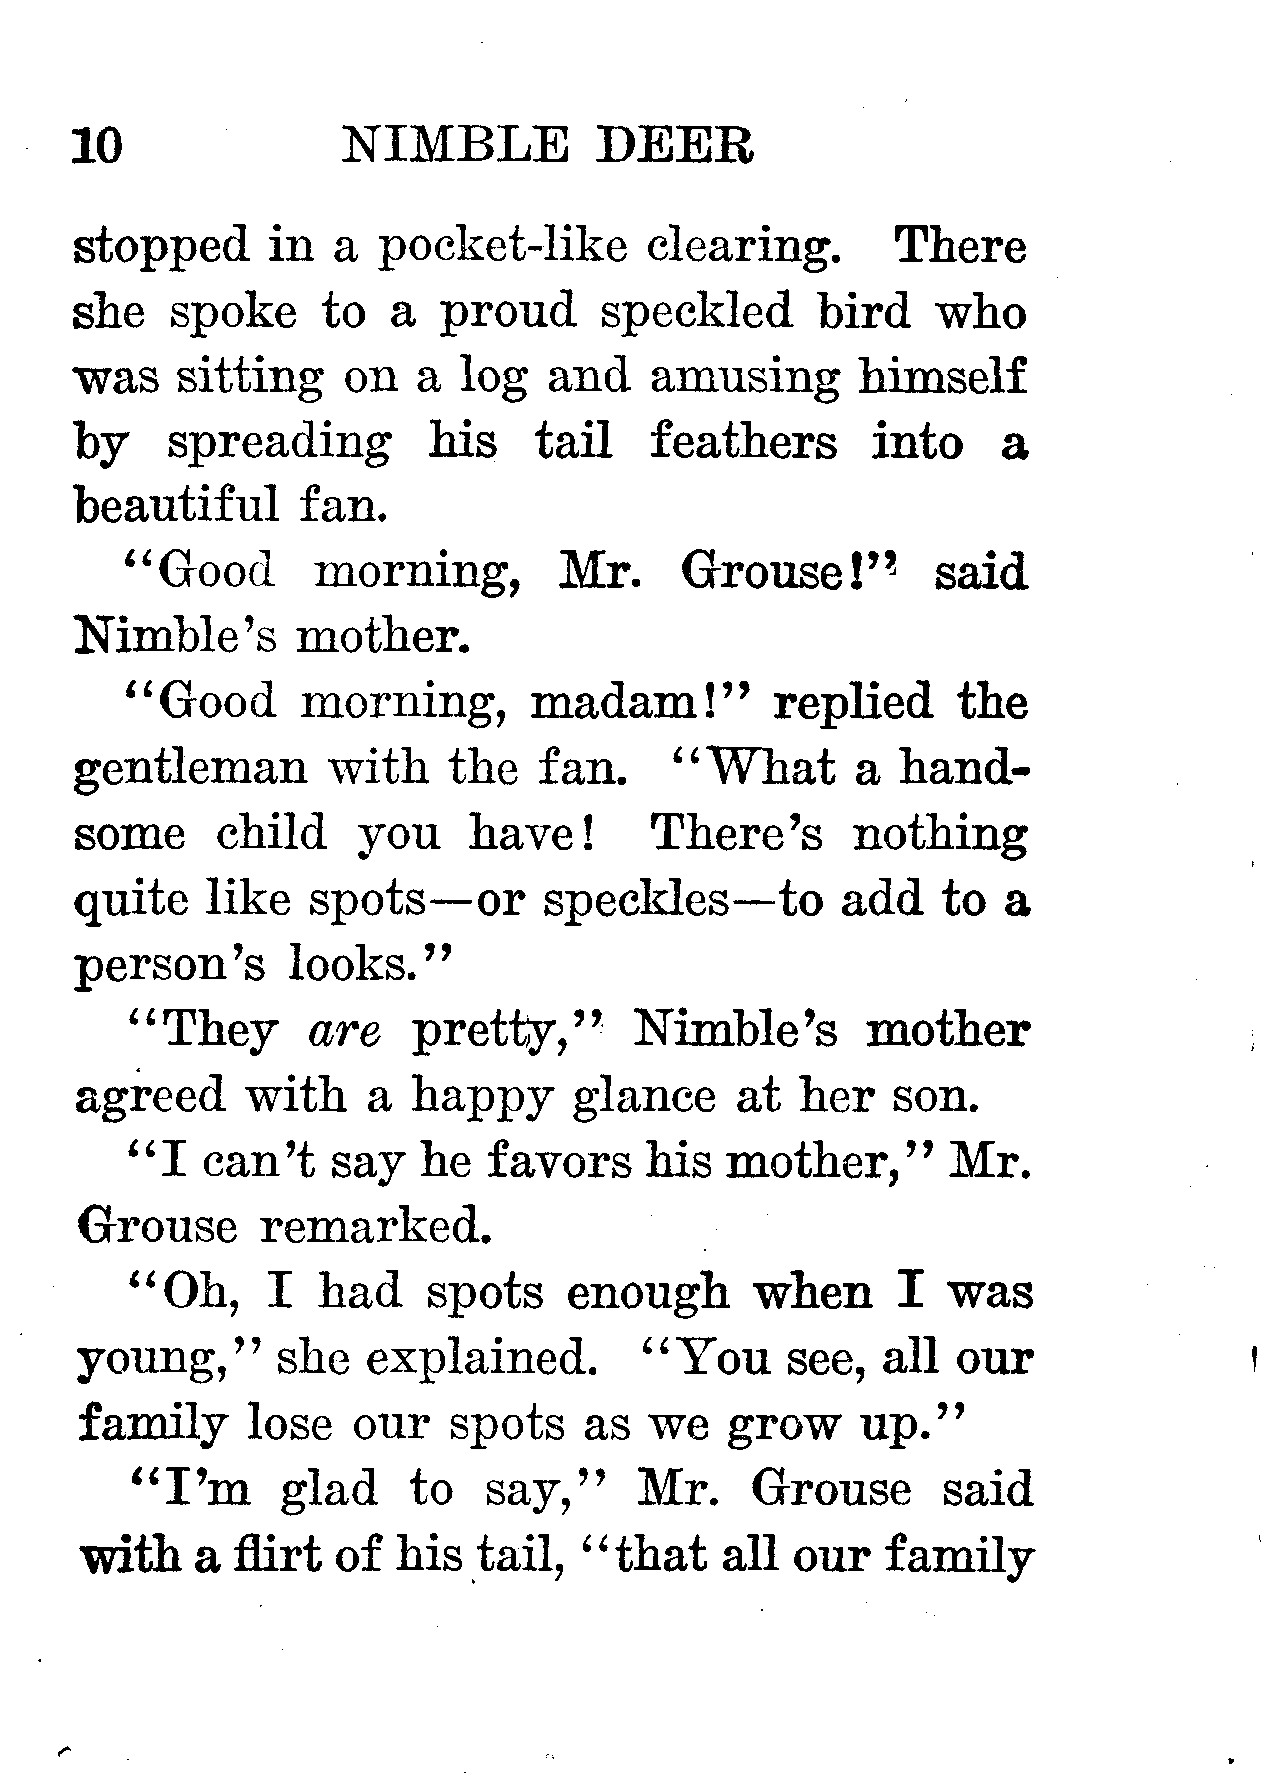 10 NIMBLE DEER
stopped in a pocket-like clearing. There
she spoke to a proud speckled bird who
was sitting on a log and amusing himself
by spreading his tail feathers into a
beautiful fan.
“Good morning, Mr. Grouse!” said
Nimble’s mother.
“Good morning, madam!” replied the
gentleman with the fan. “What a hand-
some child you have! There’s nothing
quite like spots—or speckles—to add to a
person’s looks.”
“They are pretty,” Nimble’s mother
agreed with a happy glance at her son.
“I can’t say he favors his mother,” Mr.
Grouse remarked.
“Oh, I had spots enough when I was
young,” she explained. “You see, all our
family lose our spots as we grow up.”
“I’m glad to say,” Mr. Grouse said
with a flirt of his tail, “that all our family